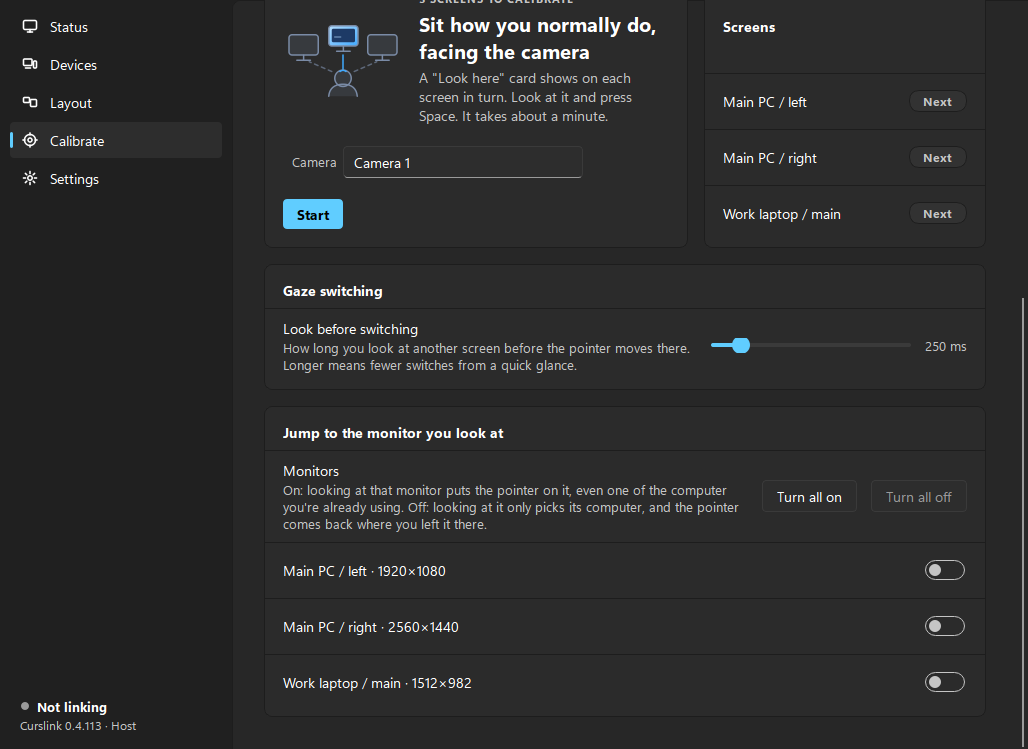 Status
Devices
Layout
Calibrate
Settings
Not linking
Curslink 0.4.113 · Host
3 SCREENS TO CALIBRATE
Sit how you normally do,
facing the camera
A "Look here" card shows on each
screen in turn. Look at it and press
Space. It takes about a minute.
Camera
Camera 1
Start
Screens
Main PC / left
Next
Main PC / right
Next
Work laptop / main
Next
Gaze switching
Look before switching
How long you look at another screen before the pointer moves there.
Longer means fewer switches from a quick glance.
250 ms
Jump to the monitor you look at
Monitors
On: looking at that monitor puts the pointer on it, even one of the computer
you're already using. Off: looking at it only picks its computer, and the pointer
comes back where you left it there.
Turn all on
Turn all off
Main PC / left · 1920×1080
Main PC / right · 2560×1440
Work laptop / main · 1512×982